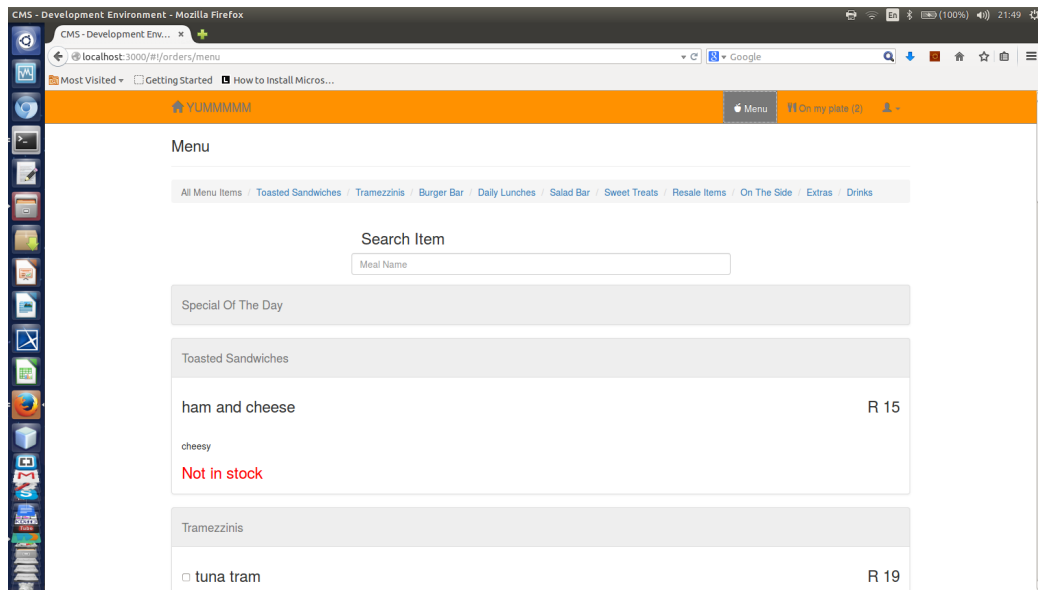 CMS - Development Environment - Mozilla Firefox
En (100%) 21:49
CMS - Development Env... ×
localhost:3000/#!/orders/menu Google
Most Visited Getting Started How to Install Micros...
YUMMMMM Menu On my plate (2)
Menu
All Menu Items / Toasted Sandwiches / Tramezzinis / Burger Bar / Daily Lunches / Salad Bar / Sweet Treats / Resale Items / On The Side / Extras / Drinks
Search Item
Meal Name
Special Of The Day
Toasted Sandwiches
ham and cheese R 15
cheesy
Not in stock
Tramezzinis
tuna tram R 19